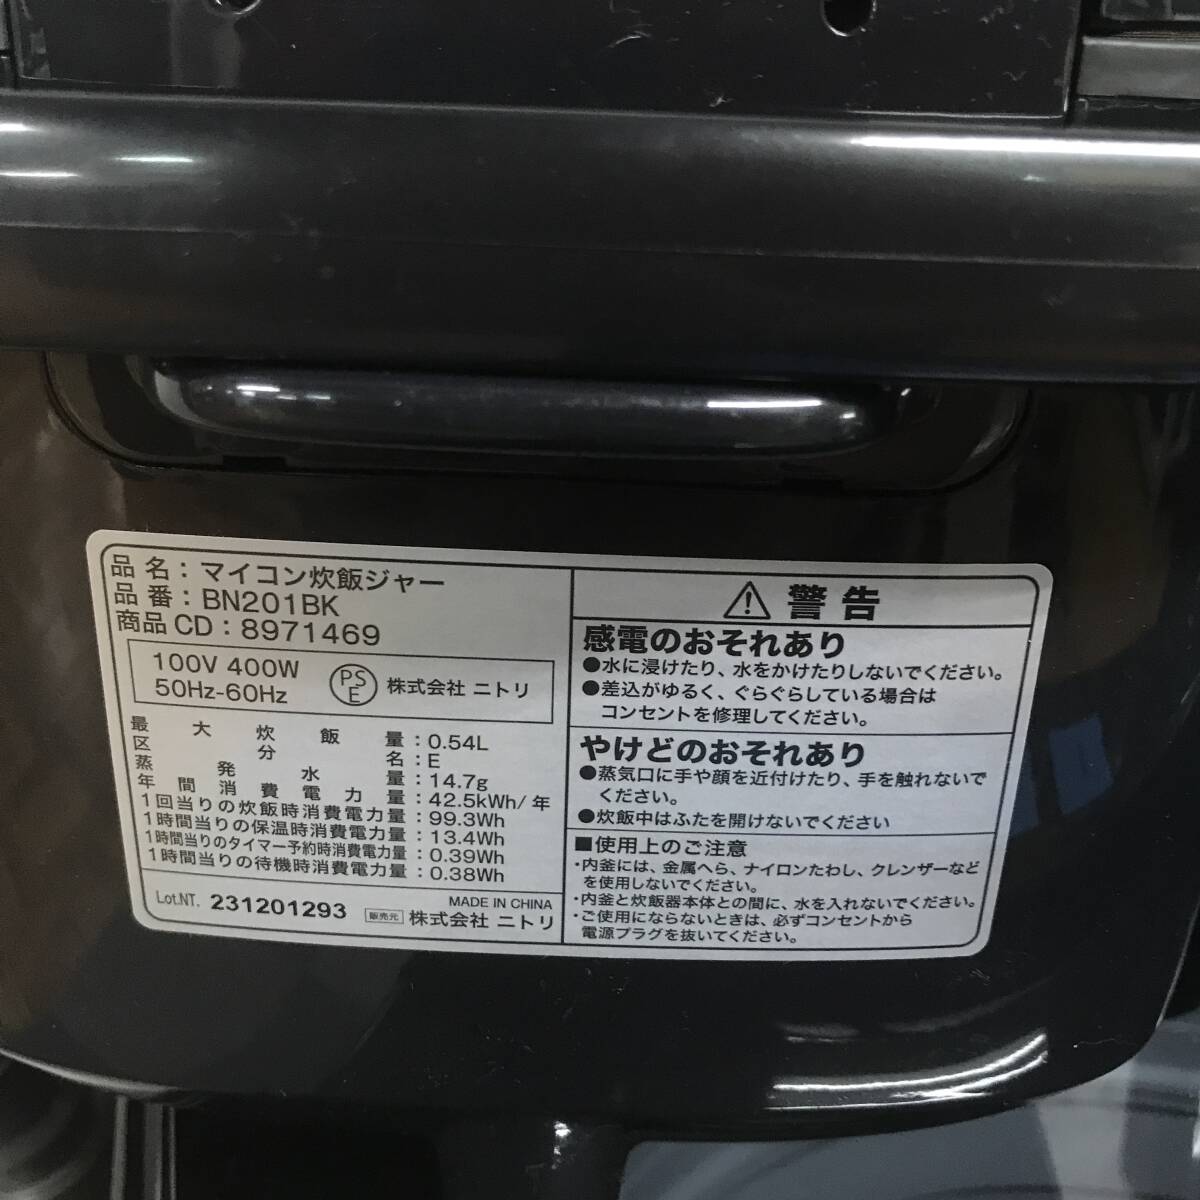 品 名：マイコン炊飯ジャー
品 番：BN201BK
商品 CD：8971469
100V 400W
50Hz-60Hz
PS
E
株式会社 ニトリ
最大炊飯量：0.54L
区分名：E
蒸発水量：14.7g
年間消費電力量：42.5kWh/年
1回当りの炊飯時消費電力量：99.3Wh
1時間当りの保温時消費電力量：13.4Wh
1時間当りのタイマー予約時消費電力量：0.39Wh
1時間当りの待機時消費電力量：0.38Wh
MADE IN CHINA
Lot.NT. 231201293 販売元 株式会社 ニトリ
警告
感電のおそれあり
●水に浸けたり、水をかけたりしないでください。
●差込がゆるく、ぐらぐらしている場合は
コンセントを修理してください。
やけどのおそれあり
●蒸気口に手や顔を近付けたり、手を触れないで
ください。
●炊飯中はふたを開けないでください
■使用上のご注意
・内釜には、金属へら、ナイロンたわし、クレンザーなど
を使用しないでください。
・内釜と炊飯器本体との間に、水を入れないでください。
・ご使用にならないときは、必ずコンセントから
電源プラグを抜いてください。